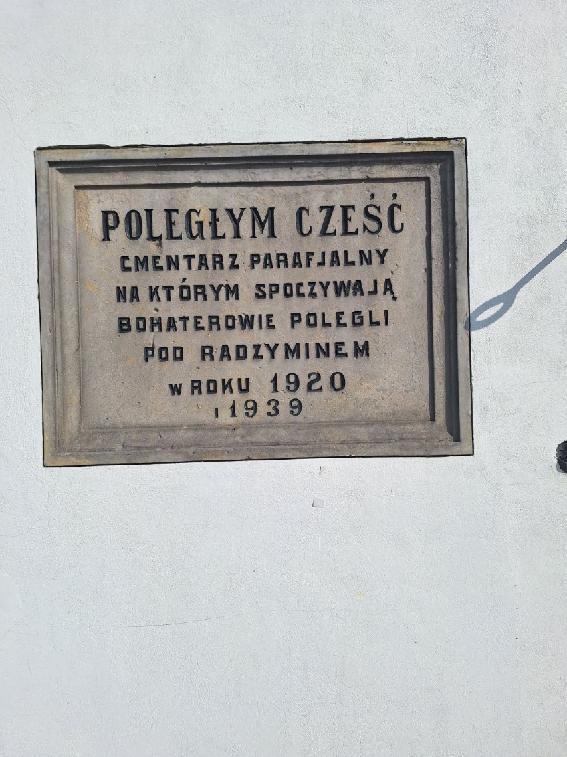 POLEGŁYM CZEŚĆ
CMENTARZ PARAFJALNY
NA KTÓRYM SPOCZYWAJĄ
BOHATEROWIE POLEGLI
POD RADZYMINEM
W ROKU 1920
I 1939